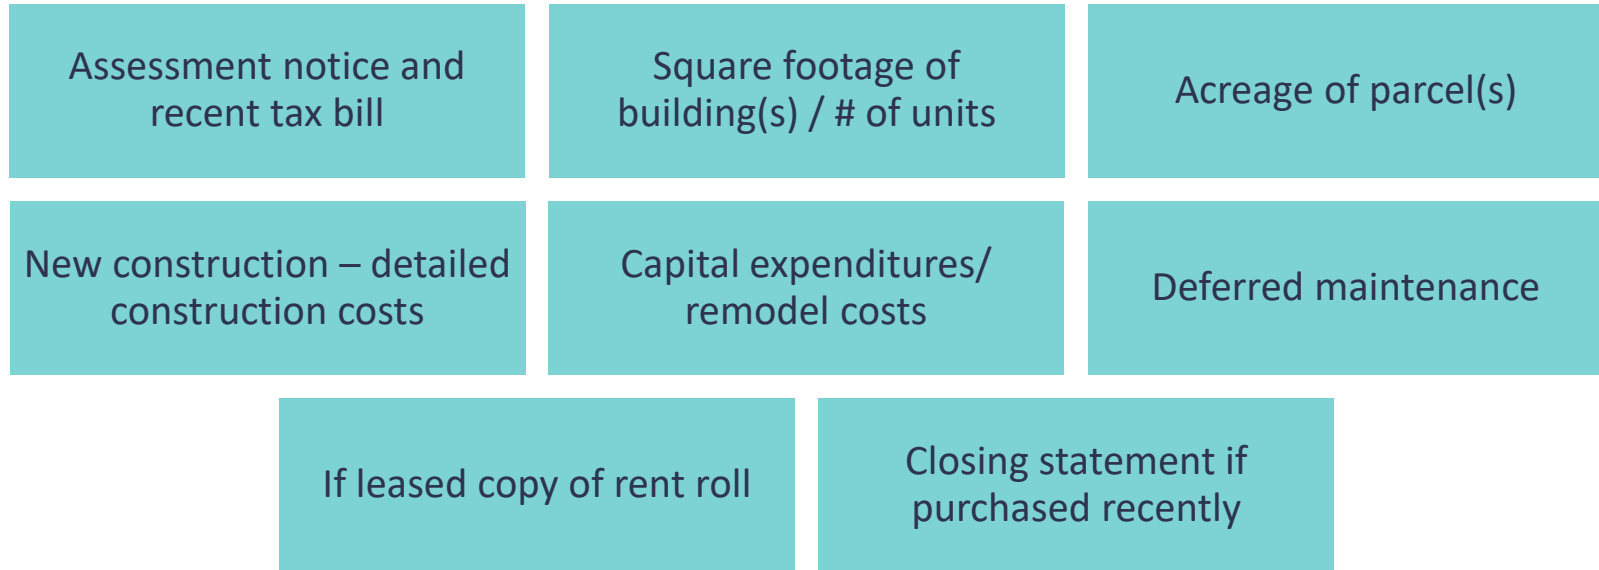 Assessment notice and
recent tax bill
Square footage of
building(s) / # of units
Acreage of parcel(s)
New construction – detailed
construction costs
Capital expenditures/
remodel costs
Deferred maintenance
If leased copy of rent roll
Closing statement if
purchased recently